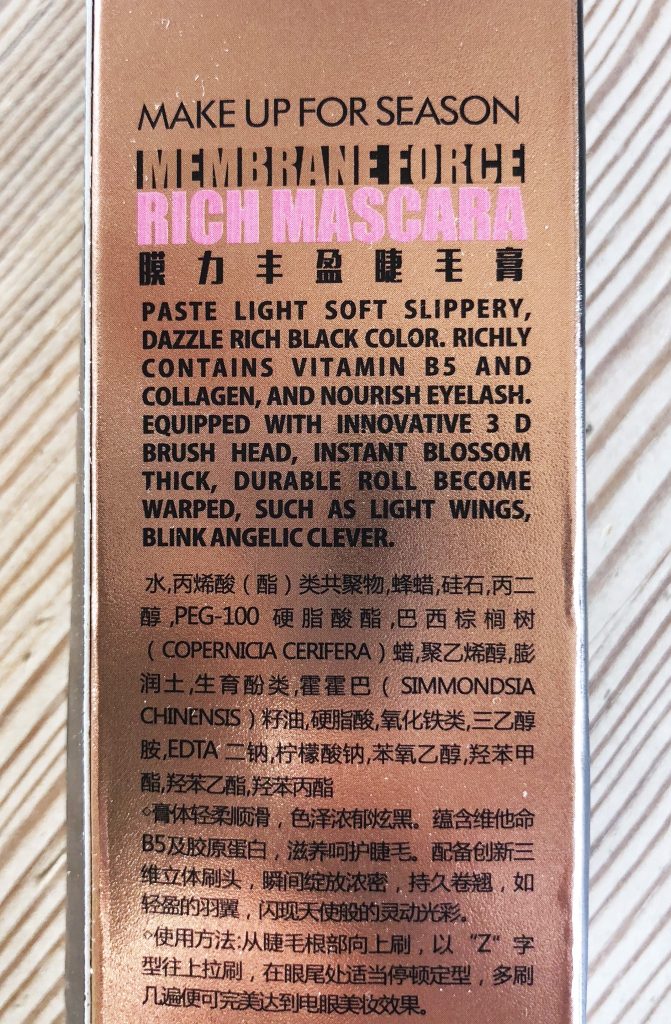 MAKE UP FOR SEASON
MEMBRANE FORCE
RICH MASCARA
膜力丰盈睫毛膏
PASTE LIGHT SOFT SLIPPERY,
DAZZLE RICH BLACK COLOR. RICHLY
CONTAINS VITAMIN B5 AND
COLLAGEN, AND NOURISH EYELASH.
EQUIPPED WITH INNOVATIVE 3 D
BRUSH HEAD, INSTANT BLOSSOM
THICK, DURABLE ROLL BECOME
WARPED, SUCH AS LIGHT WINGS,
BLINK ANGELIC CLEVER.
水,丙烯酸（酯）类共聚物,蜂蜡,硅石,丙二
醇,PEG-100 硬脂酸酯,巴西棕榈树
（COPERNICIA CERIFERA）蜡,聚乙烯醇,膨
润土,生育酚类,霍霍巴（SIMMONDSIA
CHINENSIS）籽油,硬脂酸,氧化铁类,三乙醇
胺,EDTA 二钠,柠檬酸钠,苯氧乙醇,羟苯甲
酯,羟苯乙酯,羟苯丙酯
◇膏体轻柔顺滑，色泽浓郁炫黑。蕴含维他命
B5及胶原蛋白，滋养呵护睫毛。配备创新三
维立体刷头，瞬间绽放浓密，持久卷翘，如
轻盈的羽翼，闪现天使般的灵动光彩。
◇使用方法:从睫毛根部向上刷，以“Z”字
型往上拉刷，在眼尾处适当停顿定型，多刷
几遍便可完美达到电眼美妆效果。